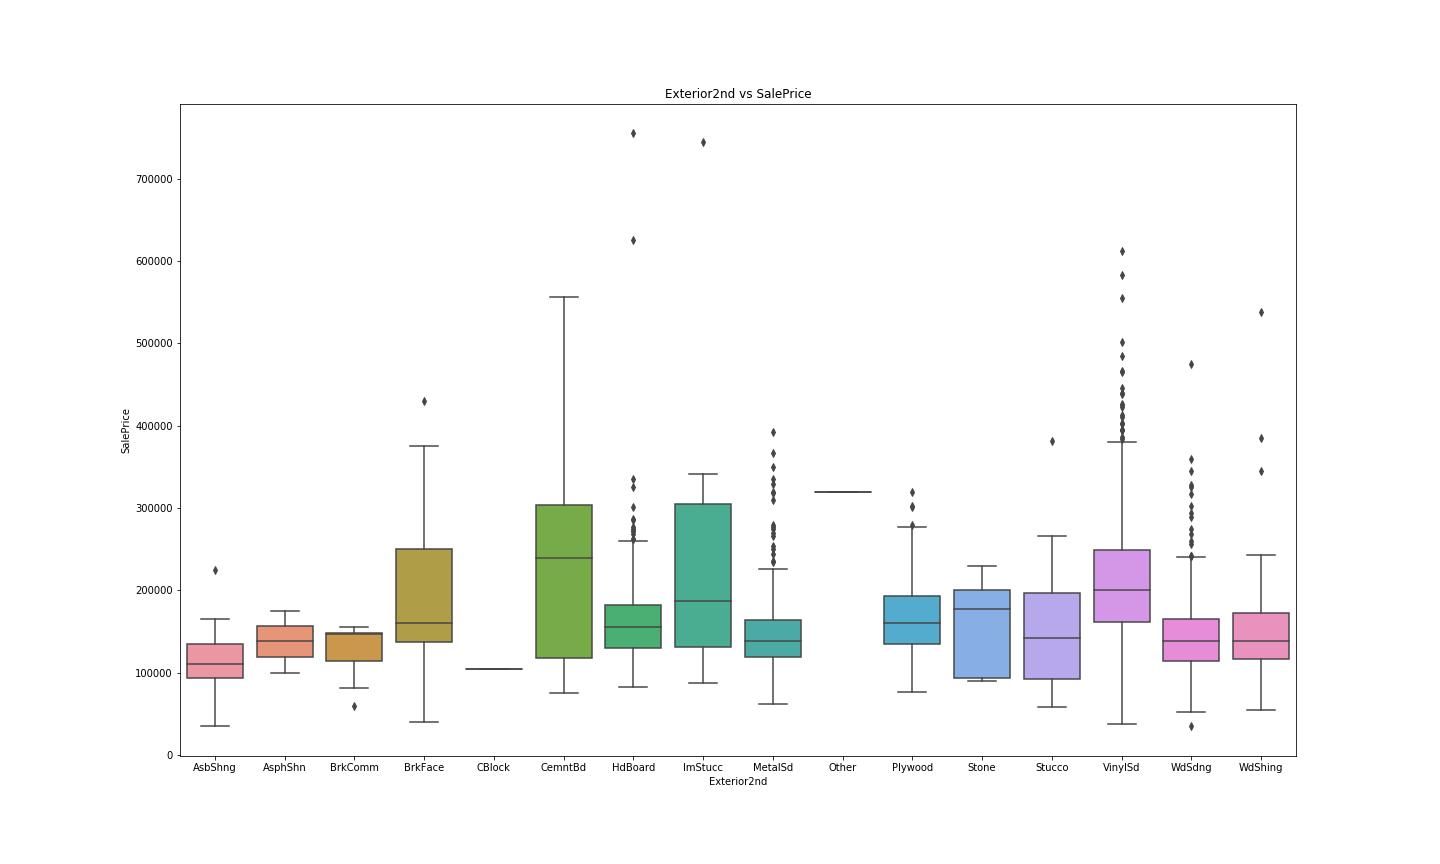 Exterior2nd vs SalePrice
700000
600000
500000
400000
300000
200000
100000
0
SalePrice
AsbShng AsphShn BrkComm BrkFace CBlock CemntBd HdBoard ImStucc MetalSd Other Plywood Stone Stucco VinylSd WdSdng WdShing
Exterior2nd